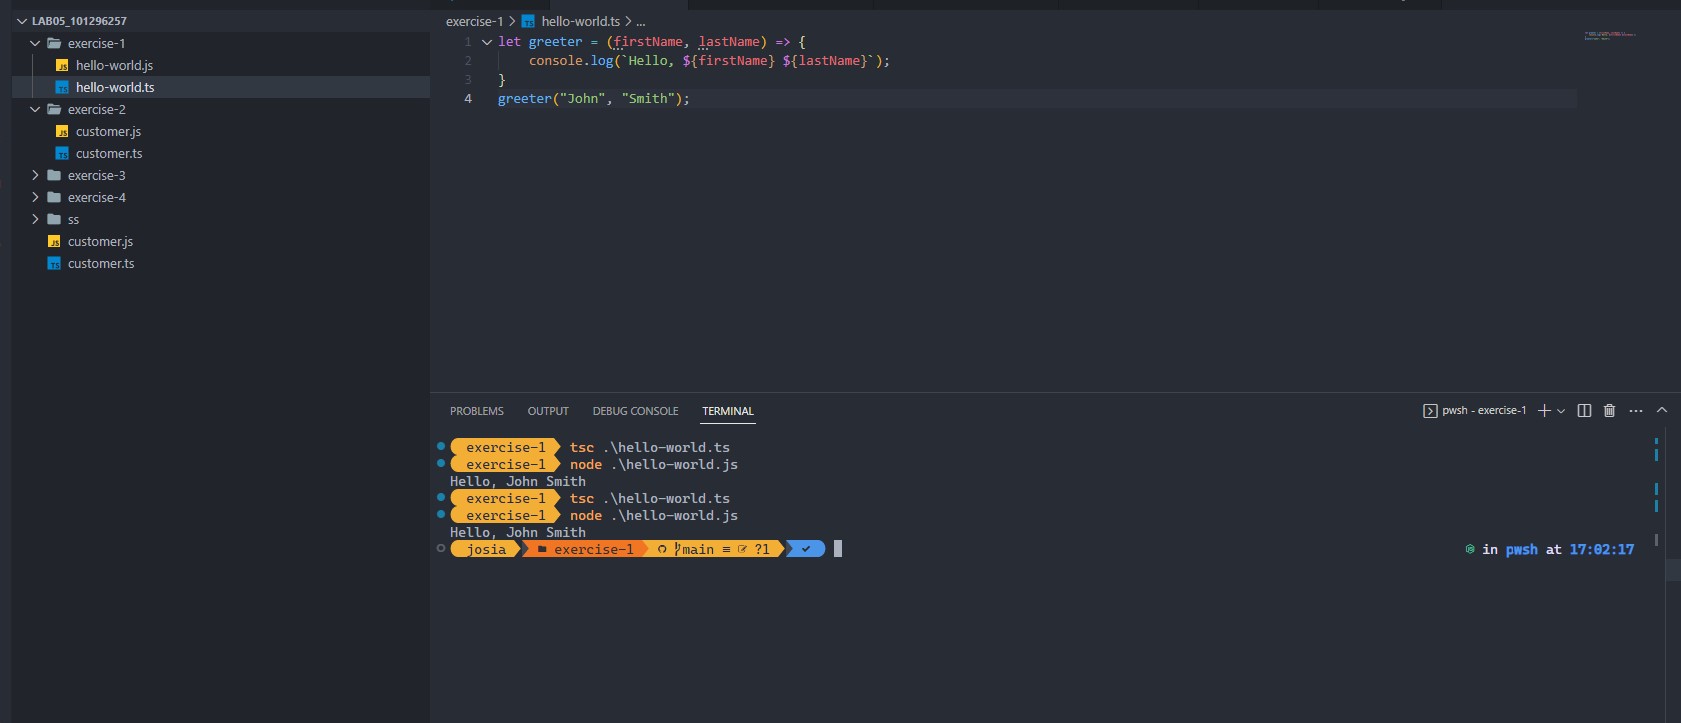 LAB05_101296257
exercise-1
hello-world.js
hello-world.ts
exercise-2
customer.js
customer.ts
exercise-3
exercise-4
ss
customer.js
customer.ts
exercise-1 > TS hello-world.ts > ...
1 let greeter = (firstName, lastName) => {
2 console.log(`Hello, ${firstName} ${lastName}`);
3 }
4 greeter("John", "Smith");
PROBLEMS OUTPUT DEBUG CONSOLE TERMINAL pwsh - exercise-1
exercise-1 tsc .\hello-world.ts
exercise-1 node .\hello-world.js
Hello, John Smith
exercise-1 tsc .\hello-world.ts
exercise-1 node .\hello-world.js
Hello, John Smith
josia exercise-1 main ≡ ?1 in pwsh at 17:02:17